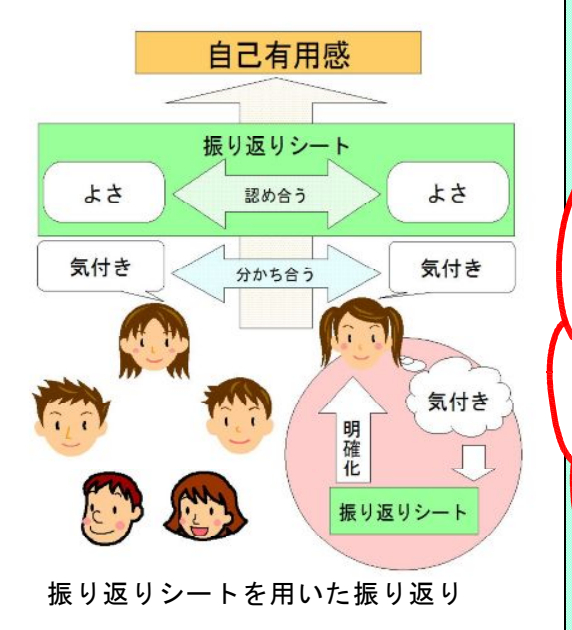 自己有用感
振り返りシート
よさ
認め合う
よさ
気付き
分かち合う
気付き
気付き
明確化
振り返りシート
振り返りシートを用いた振り返り